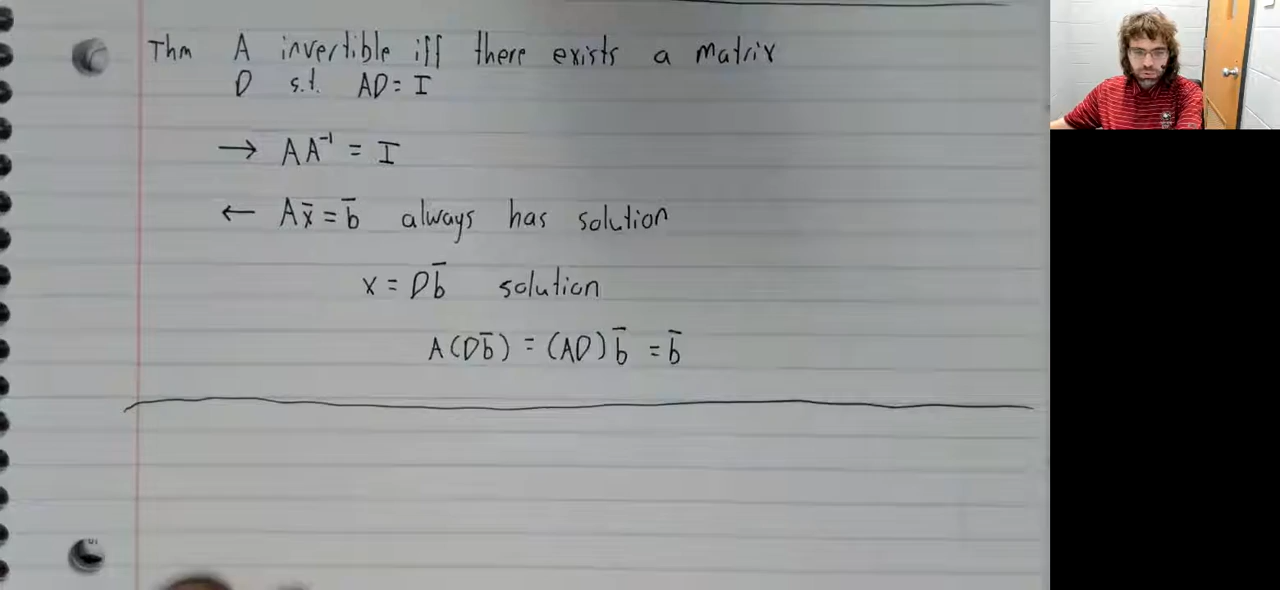 Thm A invertible iff there exists a matrix
D s.t. AD = I
→ AA⁻¹ = I
← Ax̄ = b̄ always has solution
x = Db̄ solution
A(Db̄) = (AD)b̄ = b̄